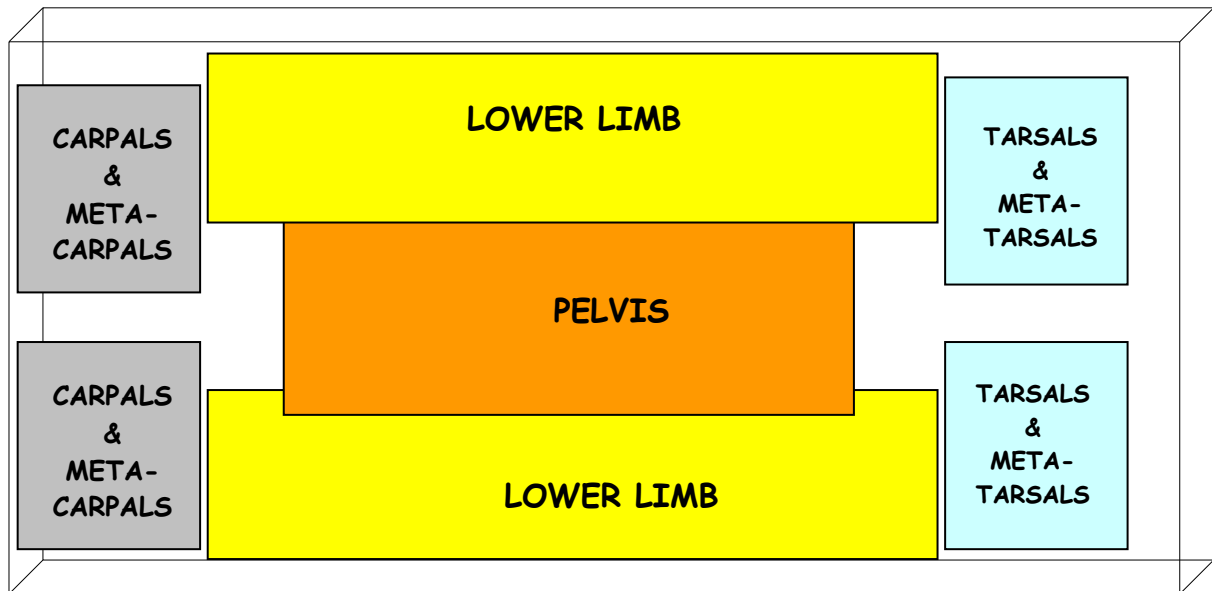 LOWER LIMB
CARPALS
&
META-
CARPALS
TARSALS
&
META-
TARSALS
PELVIS
CARPALS
&
META-
CARPALS
TARSALS
&
META-
TARSALS
LOWER LIMB